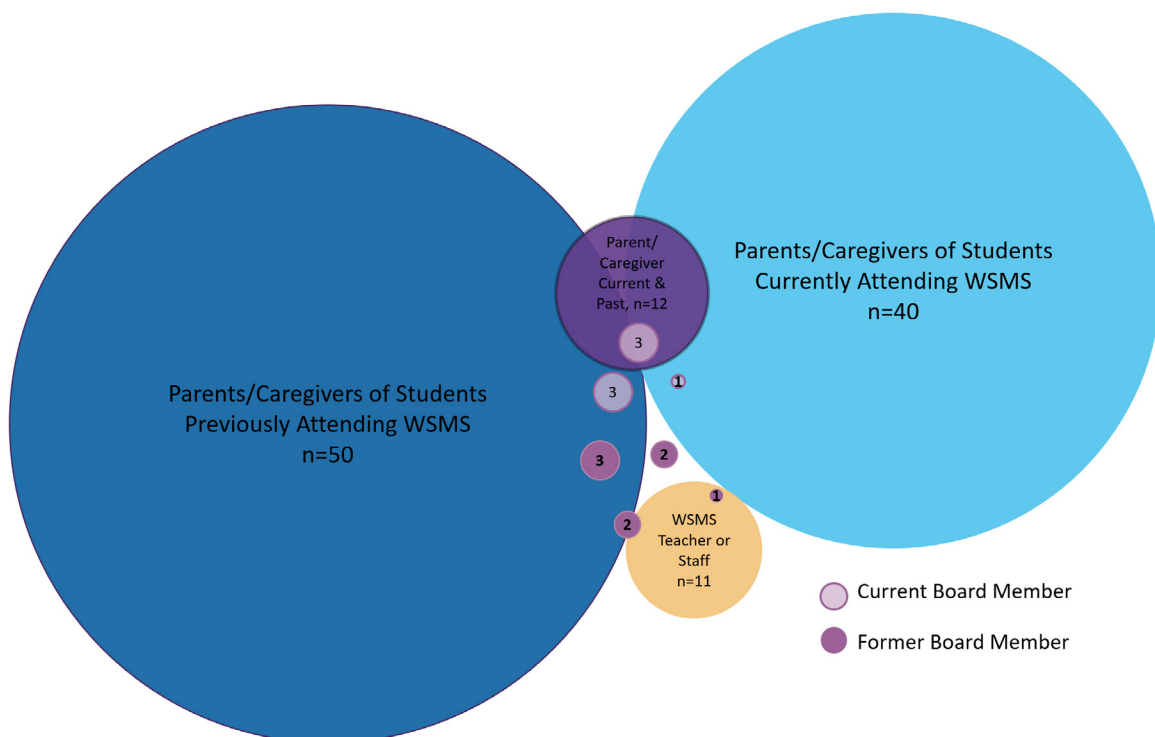 Parent/
Caregiver
Current &
Past, n=12
3
Parents/Caregivers of Students
Currently Attending WSMS
n=40
Parents/Caregivers of Students
Previously Attending WSMS
n=50
3
1
3
2
2
1
WSMS
Teacher or
Staff
n=11
Current Board Member
Former Board Member